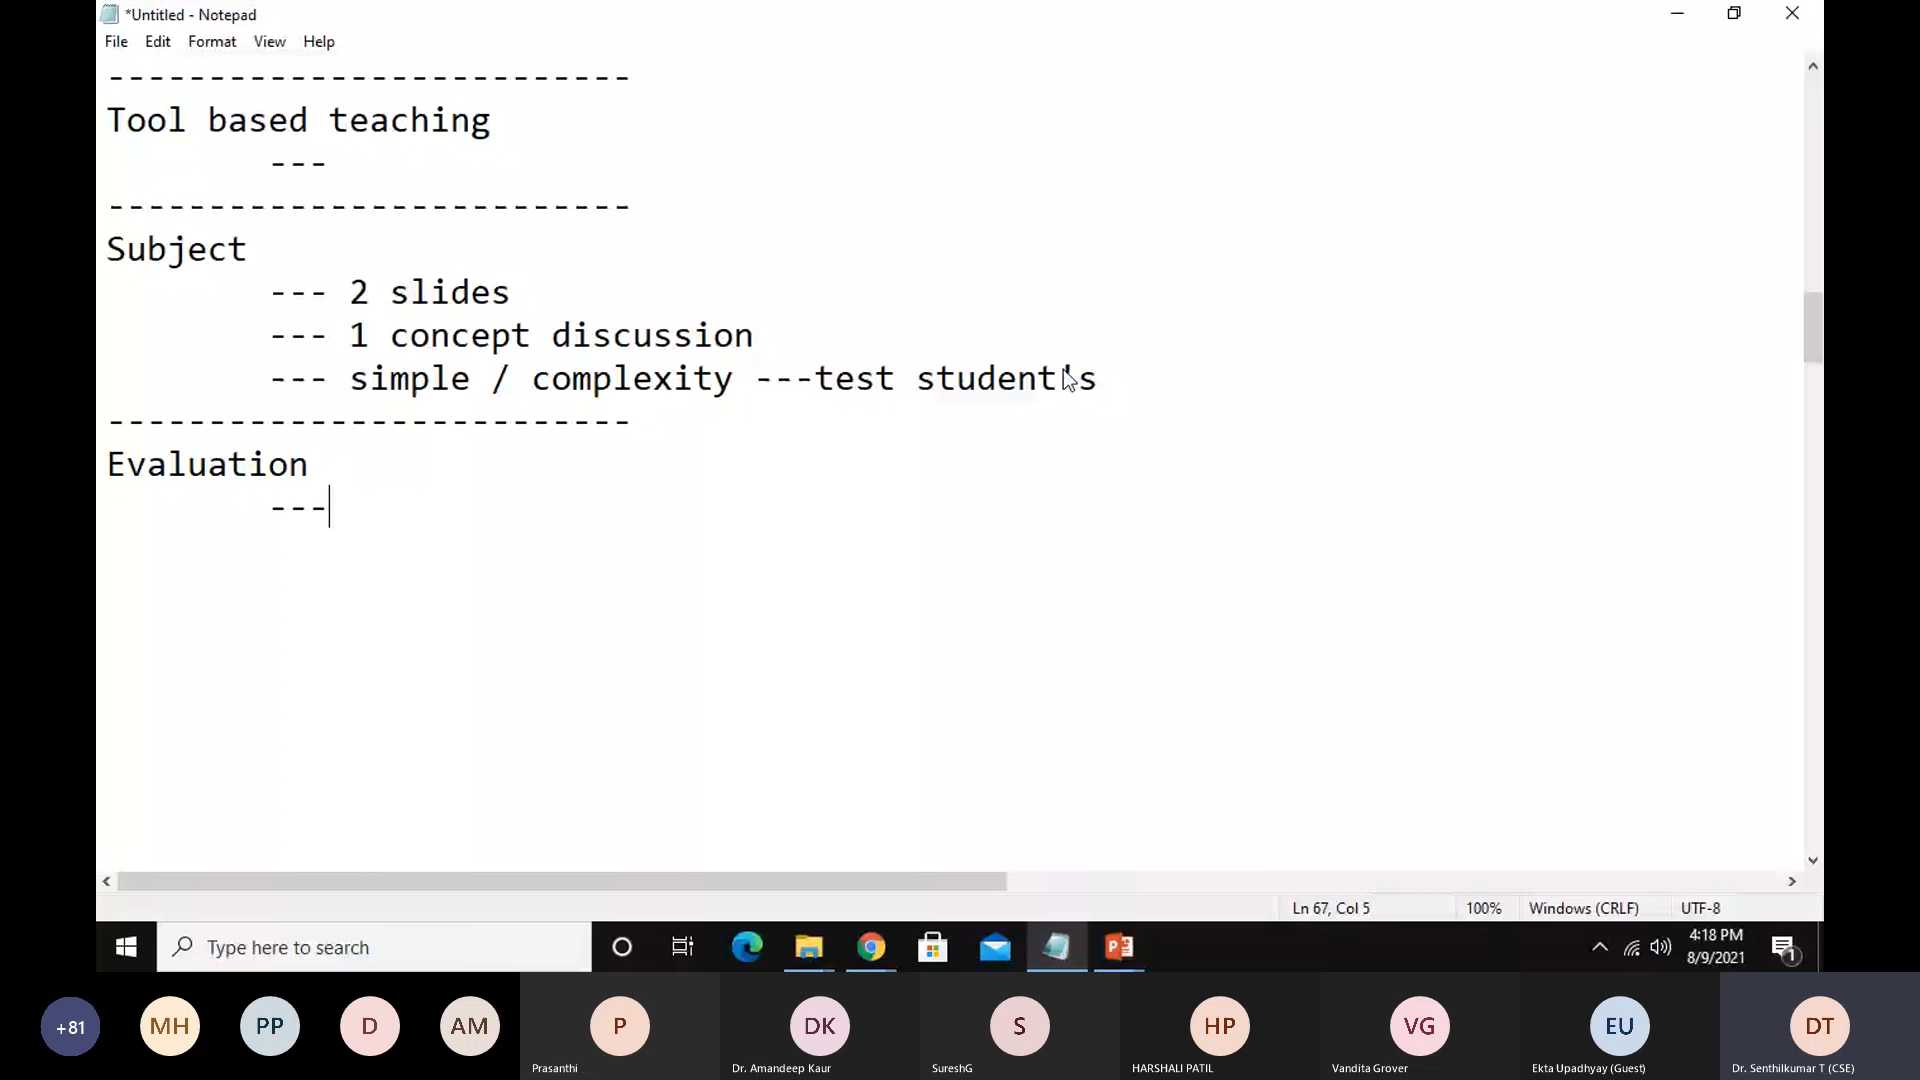 *Untitled - Notepad
File Edit Format View Help
--------------------------
Tool based teaching
---
--------------------------
Subject
--- 2 slides
--- 1 concept discussion
--- simple / complexity ---test student's
--------------------------
Evaluation
---
Ln 67, Col 5 100% Windows (CRLF) UTF-8
Type here to search
4:18 PM
8/9/2021
1
+81 MH PP D AM P DK S HP VG EU DT
Prasanthi Dr. Amandeep Kaur SureshG HARSHALI PATIL Vandita Grover Ekta Upadhyay (Guest) Dr. Senthilkumar T (CSE)